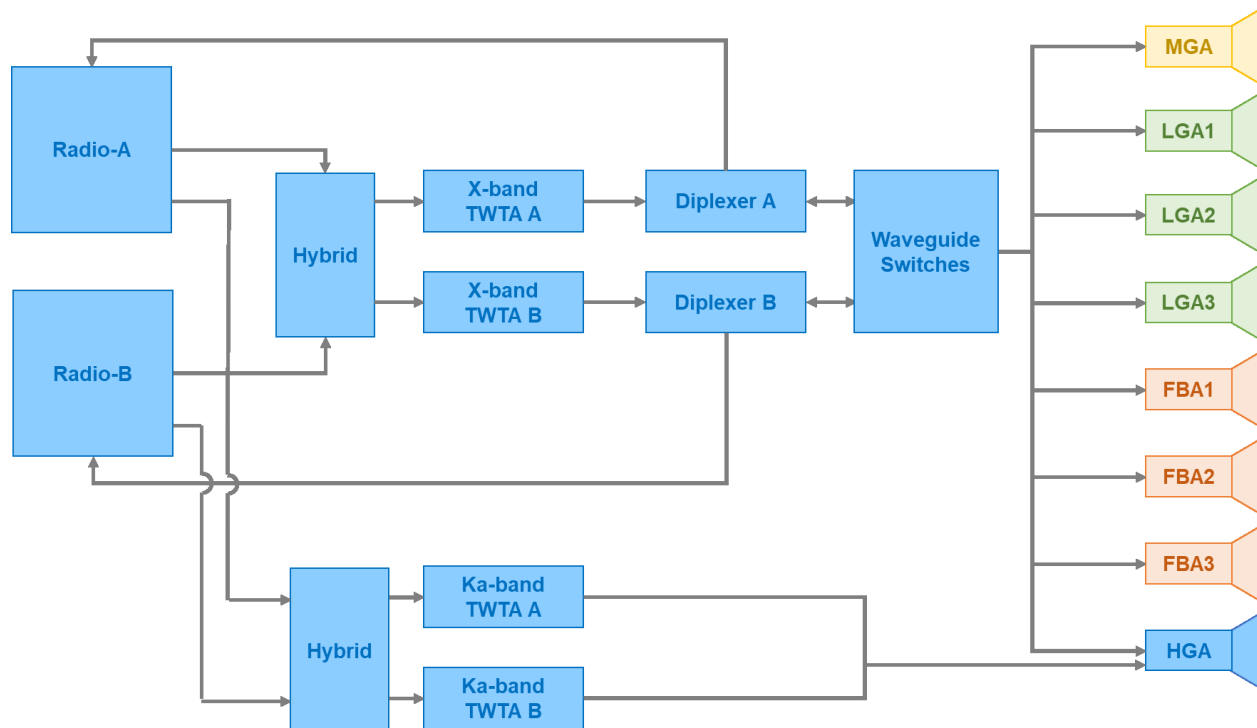 MGA
Radio-A
LGA1
X-band
TWTA A
Diplexer A
LGA2
Hybrid
Waveguide
Switches
X-band
TWTA B
Diplexer B
LGA3
Radio-B
FBA1
FBA2
FBA3
Ka-band
TWTA A
Hybrid
HGA
Ka-band
TWTA B